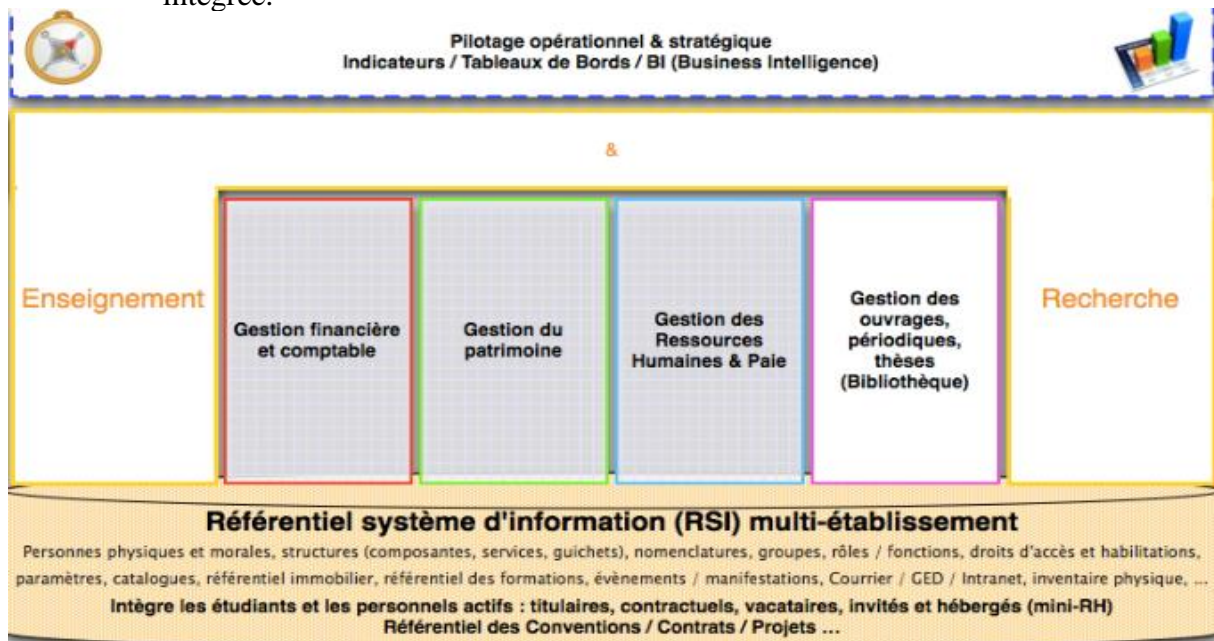 intégrée.
Pilotage opérationnel & stratégique
Indicateurs / Tableaux de Bords / BI (Business Intelligence)
&
Enseignement
Gestion financière
et comptable
Gestion du
patrimoine
Gestion des
Ressources
Humaines & Paie
Gestion des
ouvrages,
périodiques,
thèses
(Bibliothèque)
Recherche
Référentiel système d'information (RSI) multi-établissement
Personnes physiques et morales, structures (composantes, services, guichets), nomenclatures, groupes, rôles / fonctions, droits d'accès et habilitations,
paramètres, catalogues, référentiel immobilier, référentiel des formations, évènements / manifestations, Courrier / GED / Intranet, inventaire physique, ...
Intègre les étudiants et les personnels actifs : titulaires, contractuels, vacataires, invités et hébergés (mini-RH)
Référentiel des Conventions / Contrats / Projets ...